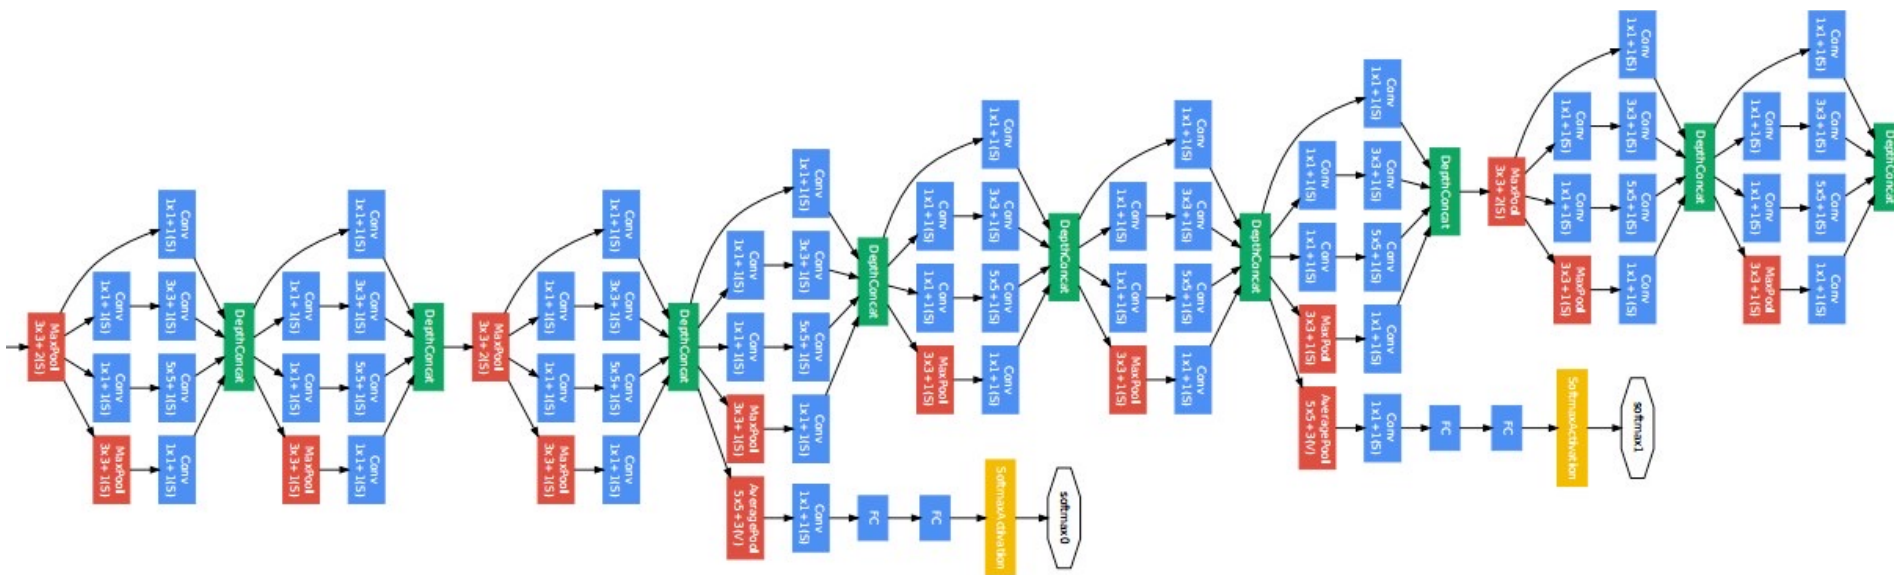 MaxPool
3x3+2(S)
Conv
1x1+1(S)
Conv
1x1+1(S)
MaxPool
3x3+1(S)
Conv
1x1+1(S)
Conv
3x3+1(S)
Conv
5x5+1(S)
Conv
1x1+1(S)
DepthConcat
Conv
1x1+1(S)
Conv
1x1+1(S)
MaxPool
3x3+1(S)
Conv
1x1+1(S)
Conv
3x3+1(S)
Conv
5x5+1(S)
Conv
1x1+1(S)
DepthConcat
MaxPool
3x3+2(S)
Conv
1x1+1(S)
Conv
1x1+1(S)
MaxPool
3x3+1(S)
Conv
1x1+1(S)
Conv
3x3+1(S)
Conv
5x5+1(S)
Conv
1x1+1(S)
DepthConcat
Conv
1x1+1(S)
Conv
1x1+1(S)
MaxPool
3x3+1(S)
AveragePool
5x5+3(V)
Conv
1x1+1(S)
Conv
3x3+1(S)
Conv
5x5+1(S)
Conv
1x1+1(S)
Conv
1x1+1(S)
DepthConcat
FC
Conv
1x1+1(S)
Conv
1x1+1(S)
MaxPool
3x3+1(S)
FC
Conv
1x1+1(S)
Conv
3x3+1(S)
Conv
5x5+1(S)
Conv
1x1+1(S)
SoftmaxActivation
DepthConcat
softmax0
Conv
1x1+1(S)
Conv
1x1+1(S)
MaxPool
3x3+1(S)
Conv
1x1+1(S)
Conv
3x3+1(S)
Conv
5x5+1(S)
Conv
1x1+1(S)
DepthConcat
Conv
1x1+1(S)
Conv
1x1+1(S)
MaxPool
3x3+1(S)
AveragePool
5x5+3(V)
Conv
1x1+1(S)
Conv
3x3+1(S)
Conv
5x5+1(S)
Conv
1x1+1(S)
Conv
1x1+1(S)
DepthConcat
FC
MaxPool
3x3+2(S)
FC
Conv
1x1+1(S)
Conv
1x1+1(S)
MaxPool
3x3+1(S)
SoftmaxActivation
Conv
1x1+1(S)
Conv
3x3+1(S)
Conv
5x5+1(S)
Conv
1x1+1(S)
softmax1
DepthConcat
Conv
1x1+1(S)
Conv
1x1+1(S)
MaxPool
3x3+1(S)
Conv
1x1+1(S)
Conv
3x3+1(S)
Conv
5x5+1(S)
Conv
1x1+1(S)
DepthConcat